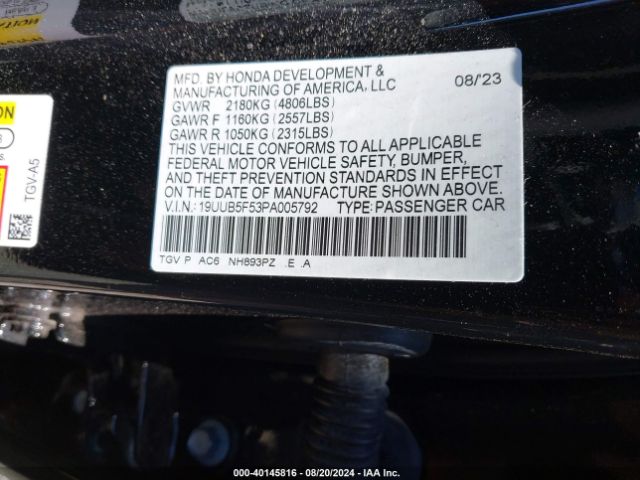 MFD. BY HONDA DEVELOPMENT &
MANUFACTURING OF AMERICA, LLC
08/23
GVWR 2180KG (4806LBS)
GAWR F 1160KG (2557LBS)
GAWR R 1050KG (2315LBS)
THIS VEHICLE CONFORMS TO ALL APPLICABLE
FEDERAL MOTOR VEHICLE SAFETY, BUMPER,
AND THEFT PREVENTION STANDARDS IN EFFECT
ON THE DATE OF MANUFACTURE SHOWN ABOVE.
V.I.N.: 19UUB5F53PA005792 TYPE: PASSENGER CAR
TGV P AC6 NH893PZ .E .A
ON
TGV-A5
000-40145816 - 08/20/2024 - IAA Inc.